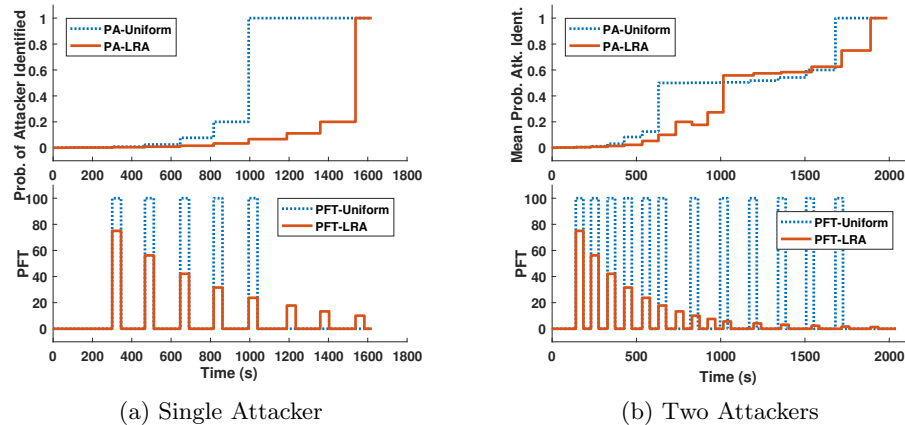 Prob. of Attacker Identified
1
0.8
0.6
0.4
0.2
0
PA-Uniform
PA-LRA
0 200 400 600 800 1000 1200 1400 1600 1800
PFT
100
80
60
40
20
0
PFT-Uniform
PFT-LRA
0 200 400 600 800 1000 1200 1400 1600 1800
Time (s)
(a) Single Attacker
Mean Prob. Atk. Ident.
1
0.8
0.6
0.4
0.2
0
PA-Uniform
PA-LRA
0 500 1000 1500 2000
PFT
100
80
60
40
20
0
PFT-Uniform
PFT-LRA
0 500 1000 1500 2000
Time (s)
(b) Two Attackers